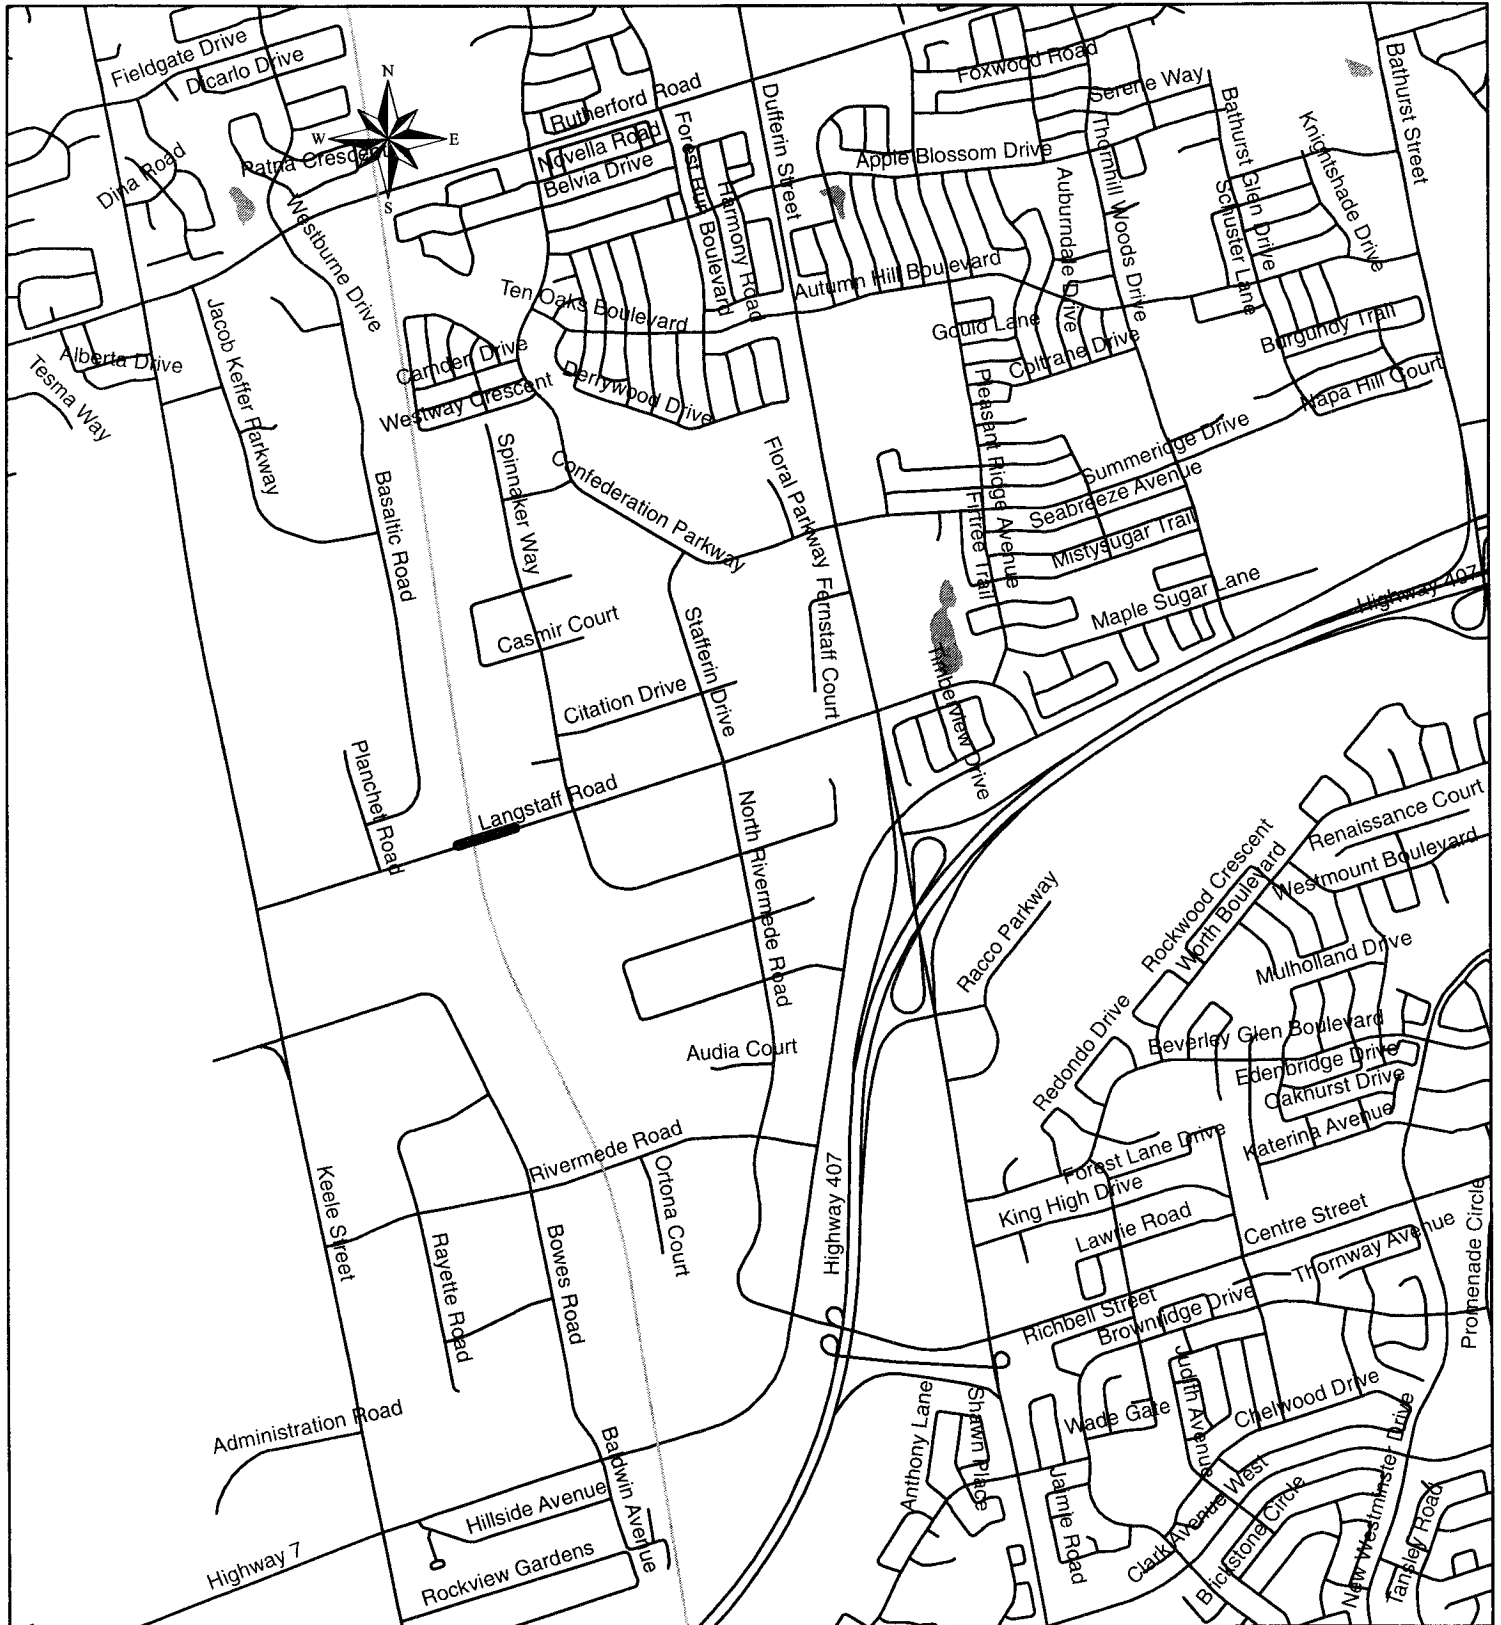 Fieldgate Drive
Dicarlo Drive
Foxwood Road
Bathurst Street
N
W
E
S
Rutherford Road
Dufferin Street
Serene Way
Bathurst Glen Drive
Novella Road
Belvia Drive
Forest Run Boulevard
Apple Blossom Drive
Thornhill Woods Drive
Knightshade Drive
Dina Road
Ratna Crescent
Harmony Road
Auburndale Drive
Schuster Lane
Westburne Drive
Autumn Hill Boulevard
Ten Oaks Boulevard
Jacob Keffer Parkway
Gould Lane
Burgundy Trail
Alberta Drive
Camden Drive
Coltrane Drive
Tesma Way
Westway Crescent
Derrywood Drive
Pleasant Ridge Avenue
Napa Hill Court
Spinnaker Way
Confederation Parkway
Floral Parkway
Summeridge Drive
Seabreeze Avenue
Basaltic Road
Firtree Trail
Mistysugar Trail
Fernstaff Court
Maple Sugar Lane
Highway 407
Casmir Court
Stafferin Drive
Timberview Drive
Citation Drive
Planchet Road
Langstaff Road
North Rivermede Road
Renaissance Court
Rockwood Crescent
Worth Boulevard
Westmount Boulevard
Racco Parkway
Mulholland Drive
Redondo Drive
Beverley Glen Boulevard
Audia Court
Edenbridge Drive
Oakhurst Drive
Katerina Avenue
Rivermede Road
Forest Lane Drive
Ortona Court
Highway 407
Keele Street
King High Drive
Lawrie Road
Centre Street
Promenade Circle
Rayette Road
Bowes Road
Thornway Avenue
Richbell Street
Brownridge Drive
Judith Avenue
Chelwood Drive
Administration Road
Anthony Lane
Shawn Place
Wade Gate
New Westminster Drive
Baldwin Avenue
Jaimie Road
Clark Avenue West
Brickstone Circle
Tansley Road
Hillside Avenue
Highway 7
Rockview Gardens